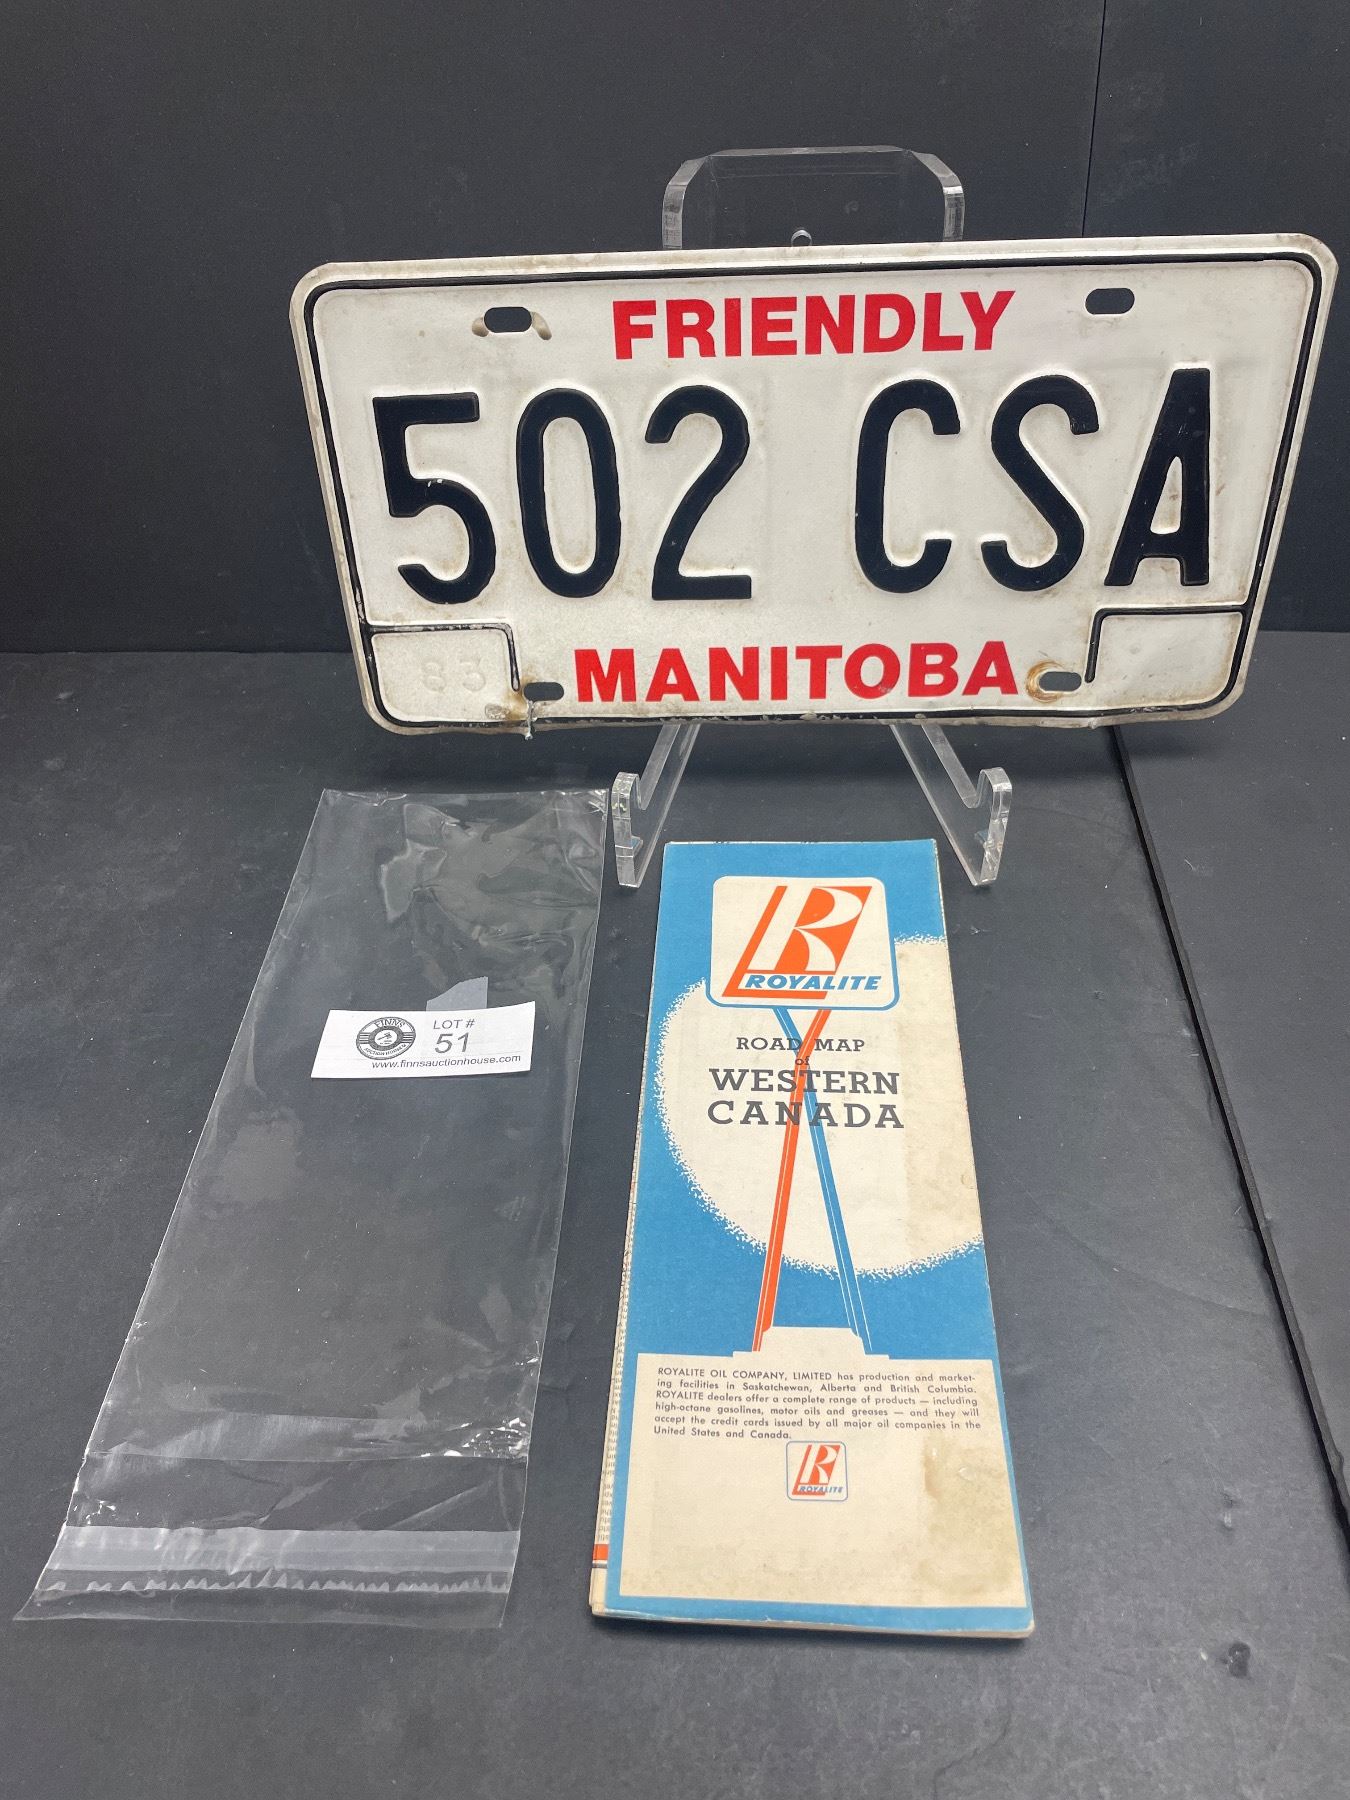 FRIENDLY
502 CSA
83
MANITOBA
FINNS
AUCTION HOUSE
LOT #
51
www.finnsauctionhouse.com
R
ROYALITE
ROAD MAP
of
WESTERN
CANADA
ROYALITE OIL COMPANY, LIMITED has production and market-
ing facilities in Saskatchewan, Alberta and British Columbia.
ROYALITE dealers offer a complete range of products — including
high-octane gasolines, motor oils and greases — and they will
accept the credit cards issued by all major oil companies in the
United States and Canada.
R
ROYALITE